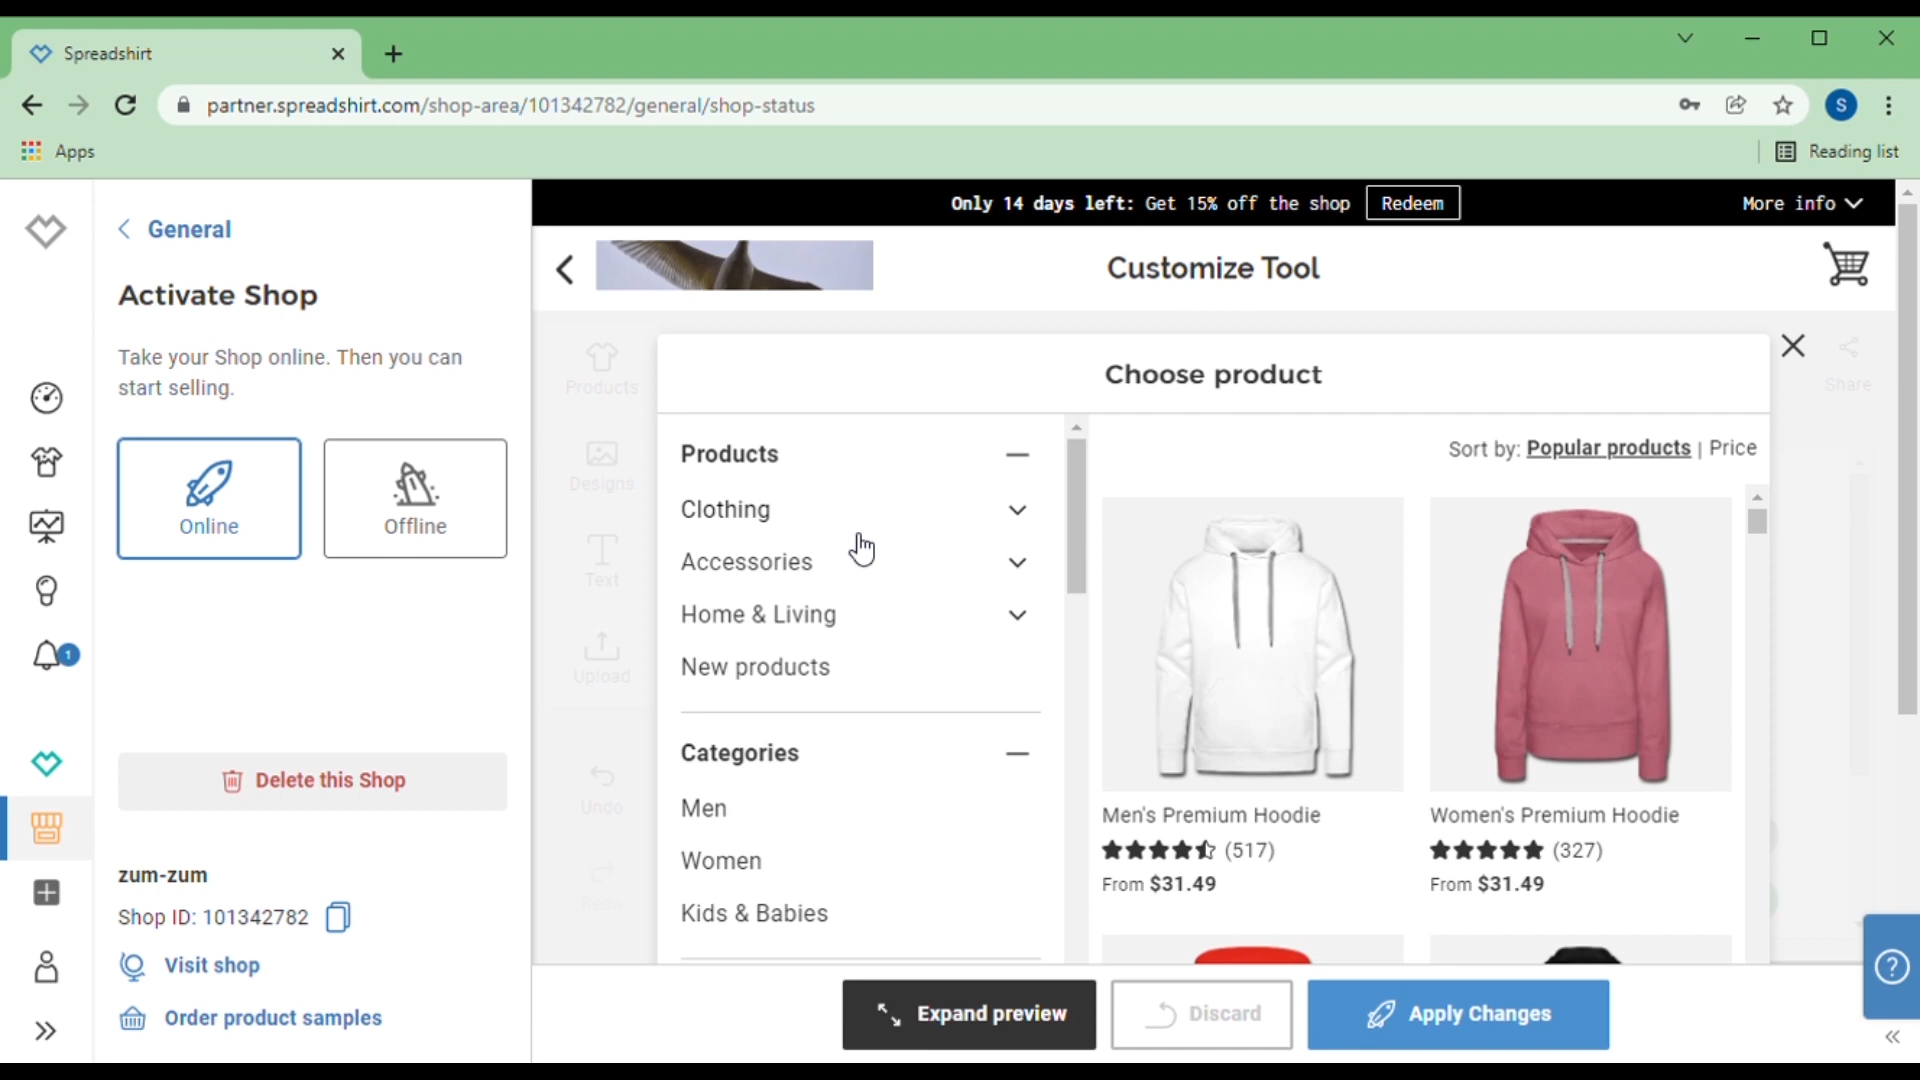 Spreadshirt
partner.spreadshirt.com/shop-area/101342782/general/shop-status
S
Apps
Reading list
General
Activate Shop
Take your Shop online. Then you can
start selling.
Online
Offline
1
Delete this Shop
zum-zum
Shop ID: 101342782
Visit shop
Order product samples
Only 14 days left: Get 15% off the shop
Redeem
More info
Customize Tool
Products
Designs
Text
Upload
Undo
Redo
Share
Choose product
Products
Clothing
Accessories
Home & Living
New products
Categories
Men
Women
Kids & Babies
Sort by: Popular products | Price
Men's Premium Hoodie
(517)
From $31.49
Women's Premium Hoodie
(327)
From $31.49
Expand preview
Discard
Apply Changes
?